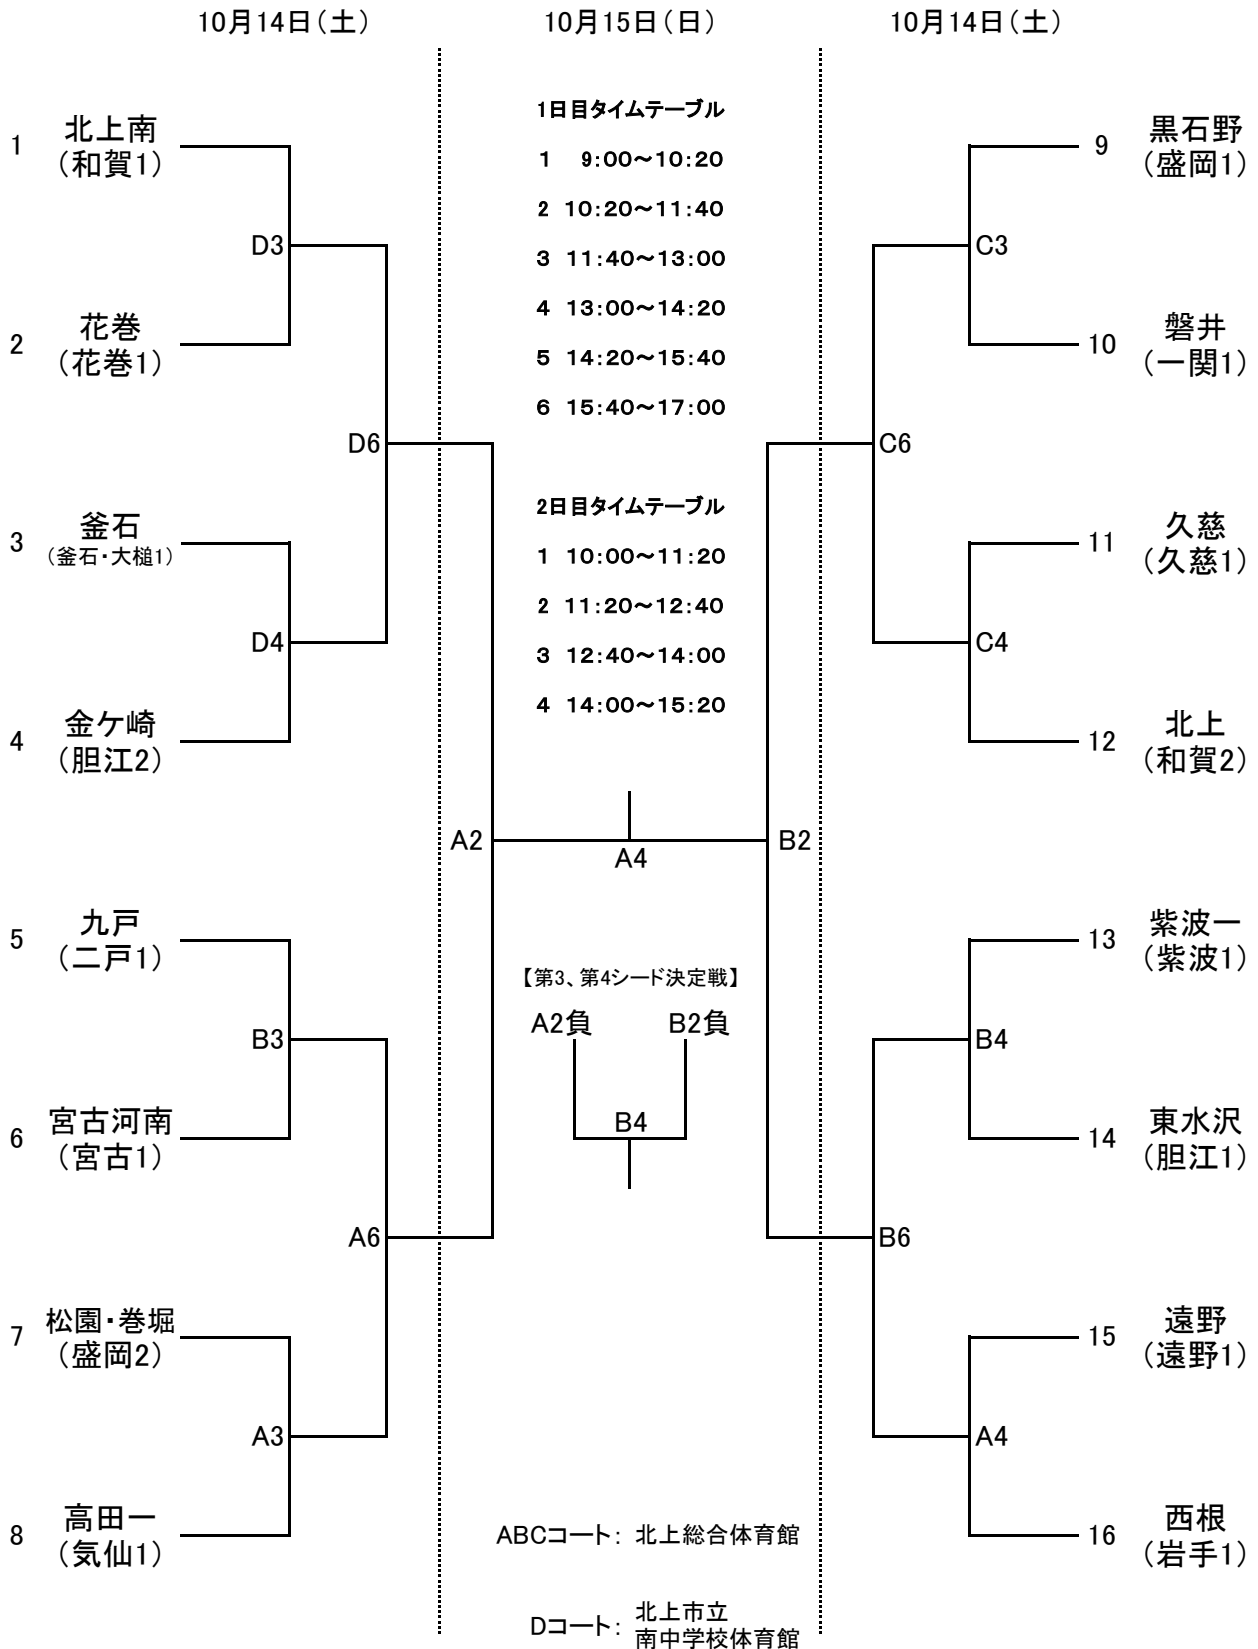 10月14日（土）
10月15日（日）
10月14日（土）
1 北上南
（和賀1）
D3
2 花巻
（花巻1）
D6
3 釜石
（釜石・大槌1）
D4
4 金ケ崎
（胆江2）
A2
5 九戸
（二戸1）
B3
6 宮古河南
（宮古1）
A6
7 松園・巻堀
（盛岡2）
A3
8 高田一
（気仙1）
1日目タイムテーブル
1 9:00～10:20
2 10:20～11:40
3 11:40～13:00
4 13:00～14:20
5 14:20～15:40
6 15:40～17:00
2日目タイムテーブル
1 10:00～11:20
2 11:20～12:40
3 12:40～14:00
4 14:00～15:20
A4
【第3、第4シード決定戦】
A2負 B2負
B4
ABCコート： 北上総合体育館
Dコート： 北上市立
南中学校体育館
9 黒石野
（盛岡1）
C3
10 磐井
（一関1）
C6
11 久慈
（久慈1）
C4
12 北上
（和賀2）
B2
13 紫波一
（紫波1）
B4
14 東水沢
（胆江1）
B6
15 遠野
（遠野1）
A4
16 西根
（岩手1）